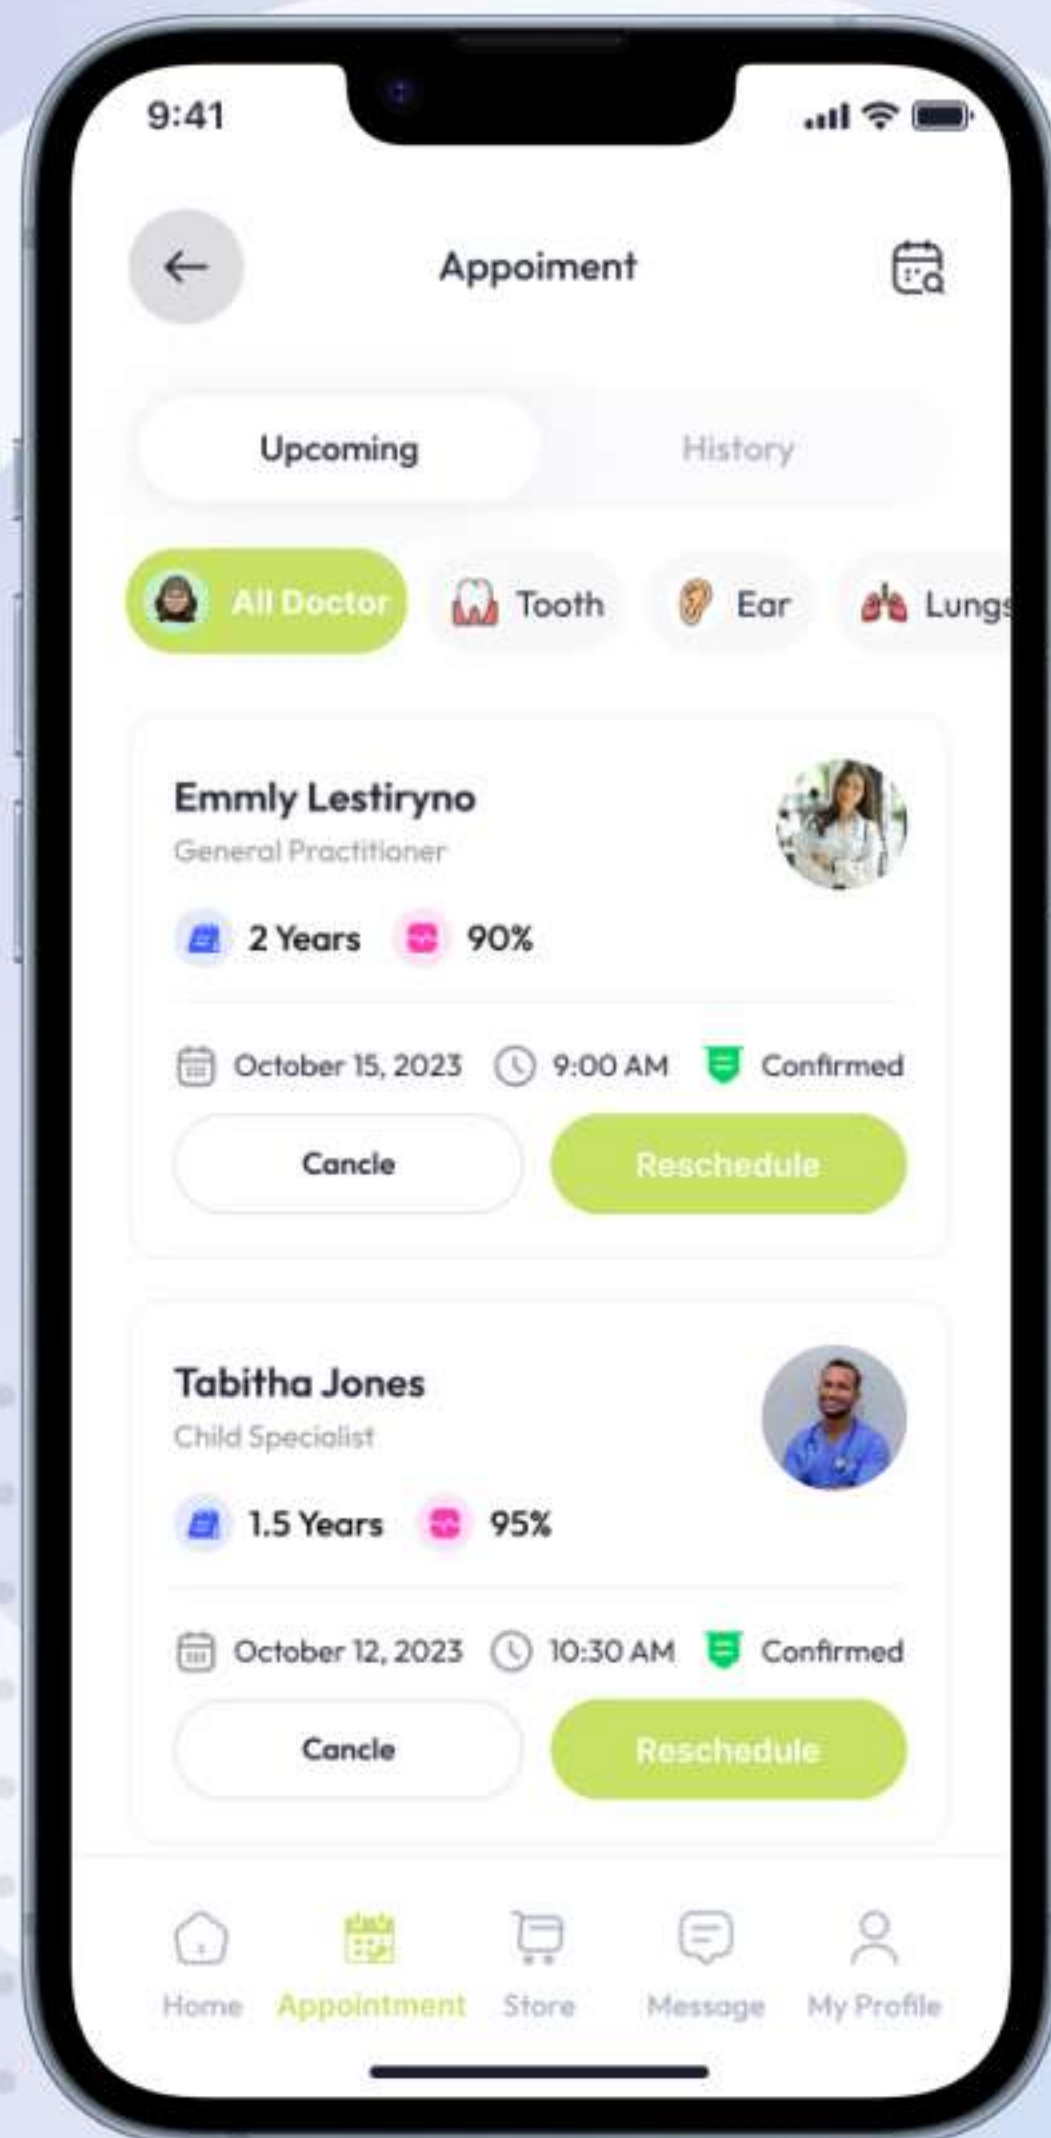 9:41
Appoiment
Upcoming History
All Doctor Tooth Ear Lungs
Emmly Lestiryno
General Practitioner
2 Years 90%
October 15, 2023 9:00 AM Confirmed
Cancle Reschedule
Tabitha Jones
Child Specialist
1.5 Years 95%
October 12, 2023 10:30 AM Confirmed
Cancle Reschedule
Home Appointment Store Message My Profile